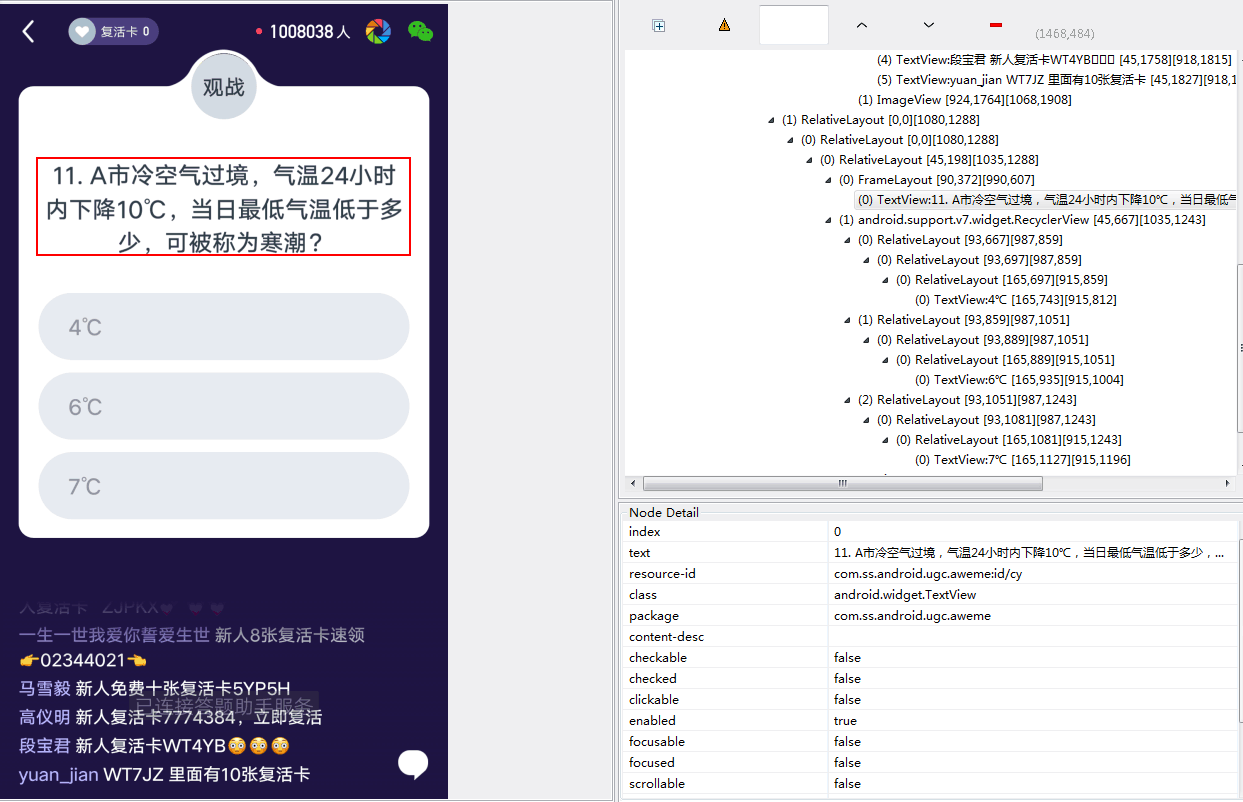 复活卡 0
1008038 人
观战
11. A市冷空气过境，气温24小时
内下降10℃，当日最低气温低于多
少，可被称为寒潮？
4℃
6℃
7℃
人复活卡 ZJPKX
一生一世我爱你誓爱生世 新人8张复活卡速领
👉02344021👈
马雪毅 新人免费十张复活卡5YP5H
已连接答题助手服务
高仪明 新人复活卡7774384，立即复活
段宝君 新人复活卡WT4YB😳😳😳
yuan_jian WT7JZ 里面有10张复活卡
(1468,484)
(4) TextView:段宝君 新人复活卡WT4YB▯▯▯ [45,1758][918,1815]
(5) TextView:yuan_jian WT7JZ 里面有10张复活卡 [45,1827][918,1
(1) ImageView [924,1764][1068,1908]
(1) RelativeLayout [0,0][1080,1288]
(0) RelativeLayout [0,0][1080,1288]
(0) RelativeLayout [45,198][1035,1288]
(0) FrameLayout [90,372][990,607]
(0) TextView:11. A市冷空气过境，气温24小时内下降10℃，当日最低
(1) android.support.v7.widget.RecyclerView [45,667][1035,1243]
(0) RelativeLayout [93,667][987,859]
(0) RelativeLayout [93,697][987,859]
(0) RelativeLayout [165,697][915,859]
(0) TextView:4℃ [165,743][915,812]
(1) RelativeLayout [93,859][987,1051]
(0) RelativeLayout [93,889][987,1051]
(0) RelativeLayout [165,889][915,1051]
(0) TextView:6℃ [165,935][915,1004]
(2) RelativeLayout [93,1051][987,1243]
(0) RelativeLayout [93,1081][987,1243]
(0) RelativeLayout [165,1081][915,1243]
(0) TextView:7℃ [165,1127][915,1196]
Node Detail
index 0
text 11. A市冷空气过境，气温24小时内下降10℃，当日最低气温低于多少，...
resource-id com.ss.android.ugc.aweme:id/cy
class android.widget.TextView
package com.ss.android.ugc.aweme
content-desc
checkable false
checked false
clickable false
enabled true
focusable false
focused false
scrollable false